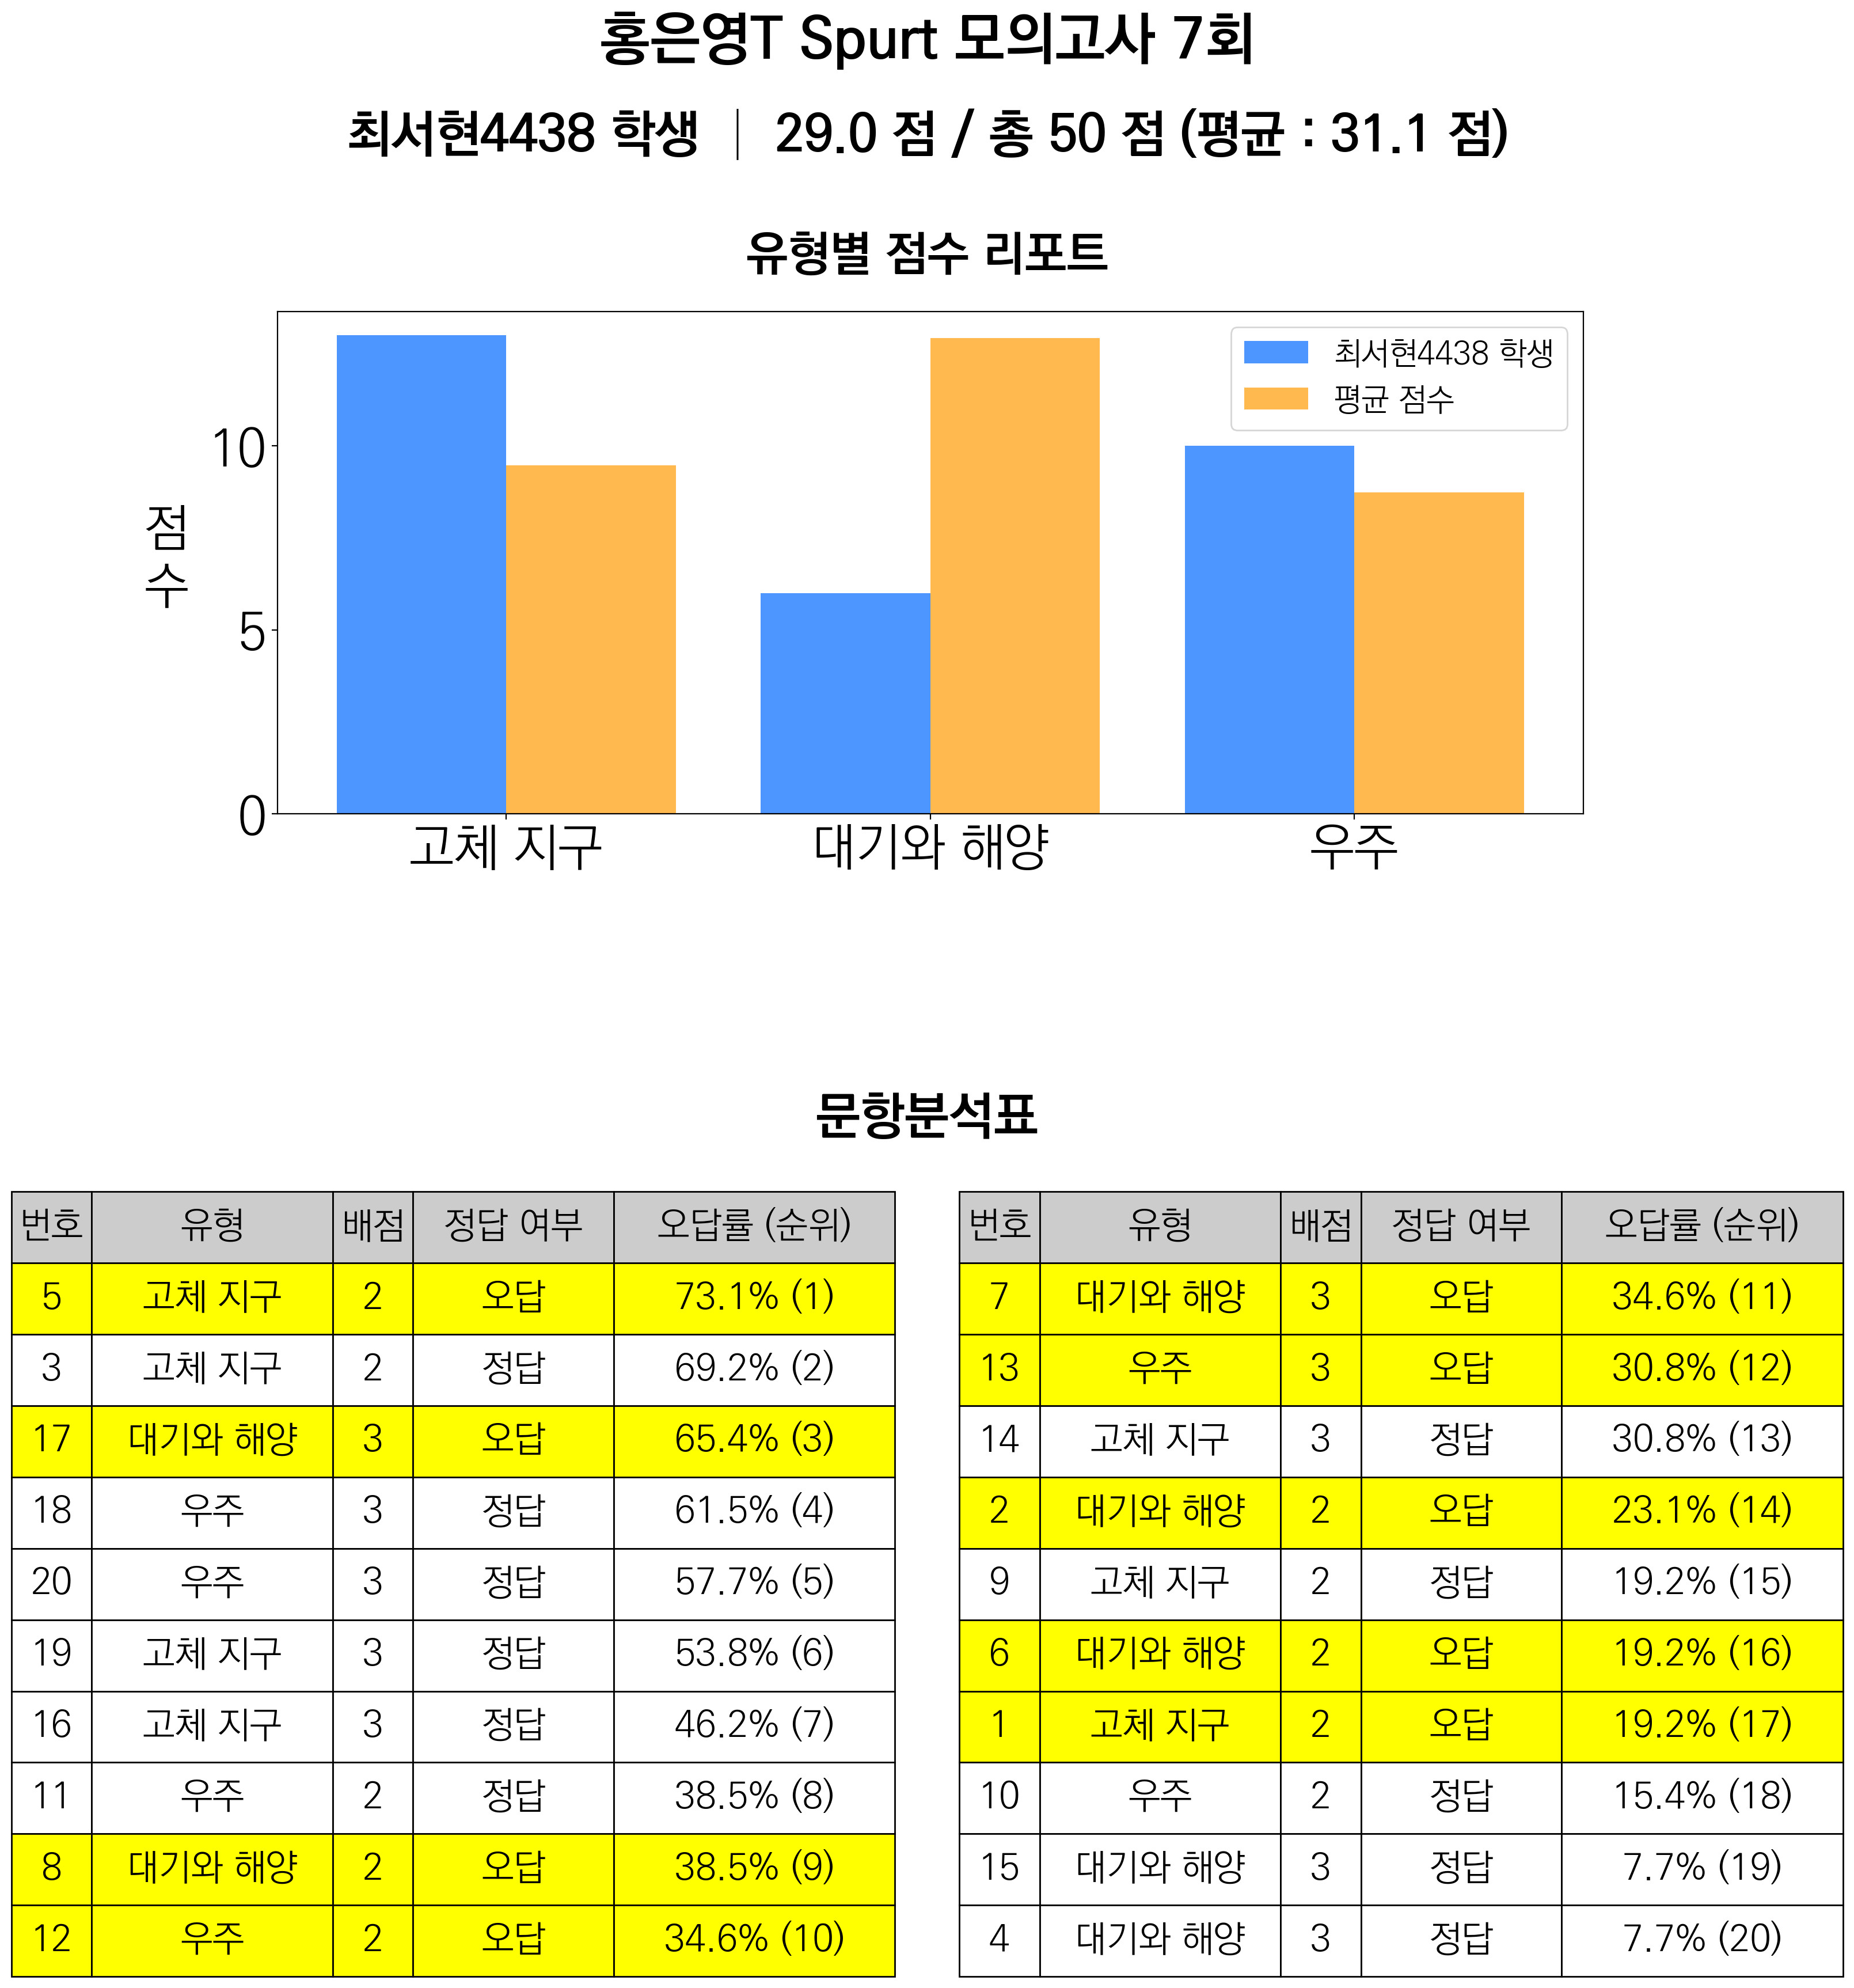 홍은영T Spurt 모의고사 7회
최서현4438 학생 | 29.0 점 / 총 50 점 (평균 : 31.1 점)
유형별 점수 리포트
최서현4438 학생
평균 점수
점
수
10
5
0
고체 지구 대기와 해양 우주
문항분석표
번호 유형 배점 정답 여부 오답률 (순위)
5 고체 지구 2 오답 73.1% (1)
3 고체 지구 2 정답 69.2% (2)
17 대기와 해양 3 오답 65.4% (3)
18 우주 3 정답 61.5% (4)
20 우주 3 정답 57.7% (5)
19 고체 지구 3 정답 53.8% (6)
16 고체 지구 3 정답 46.2% (7)
11 우주 2 정답 38.5% (8)
8 대기와 해양 2 오답 38.5% (9)
12 우주 2 오답 34.6% (10)
번호 유형 배점 정답 여부 오답률 (순위)
7 대기와 해양 3 오답 34.6% (11)
13 우주 3 오답 30.8% (12)
14 고체 지구 3 정답 30.8% (13)
2 대기와 해양 2 오답 23.1% (14)
9 고체 지구 2 정답 19.2% (15)
6 대기와 해양 2 오답 19.2% (16)
1 고체 지구 2 오답 19.2% (17)
10 우주 2 정답 15.4% (18)
15 대기와 해양 3 정답 7.7% (19)
4 대기와 해양 3 정답 7.7% (20)